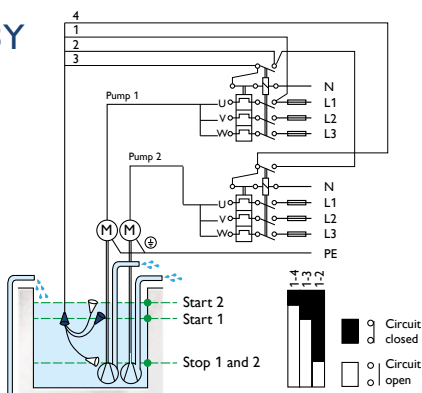 BY
4
1
2
3
Pump 1
N
U L1
V L2
W L3
Pump 2
N
U L1
V L2
W L3
M M
PE
1-4 1-3 1-2
Start 2
Start 1
Stop 1 and 2
Circuit
closed
Circuit
open